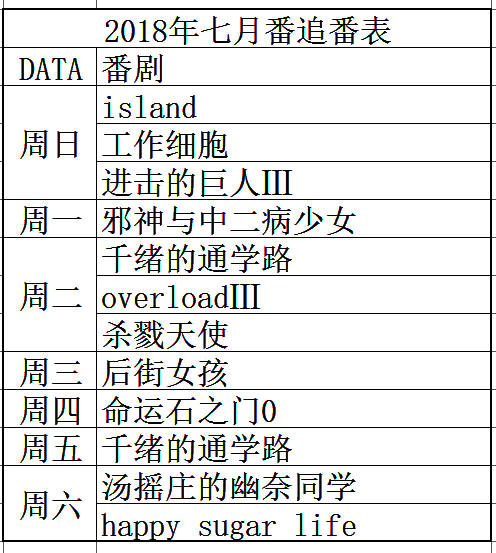 2018年七月番追番表
DATA 番剧
周日 island
工作细胞
进击的巨人Ⅲ
周一 邪神与中二病少女
周二 千绪的通学路
overloadⅢ
杀戮天使
周三 后街女孩
周四 命运石之门0
周五 千绪的通学路
周六 汤摇庄的幽奈同学
happy sugar life